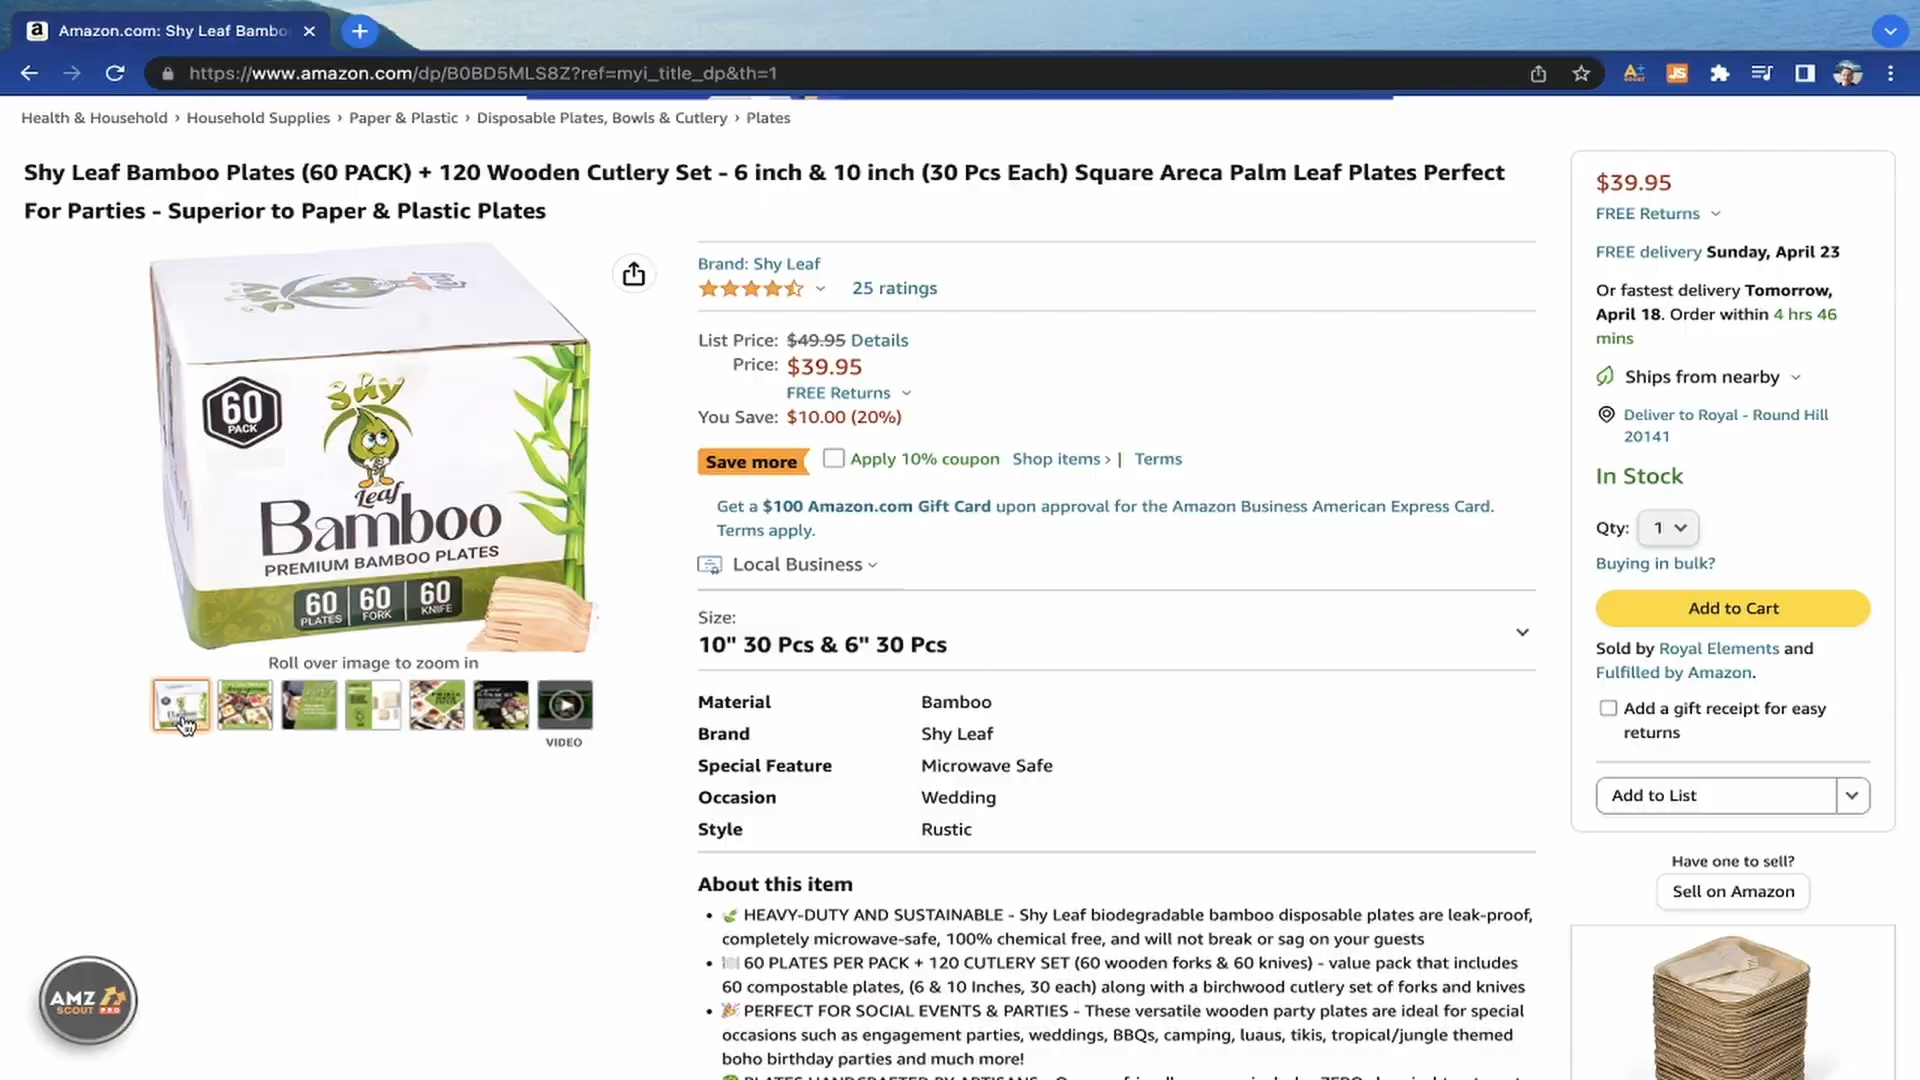 Amazon.com: Shy Leaf Bambo
https://www.amazon.com/dp/B0BD5MLS8Z?ref=myi_title_dp&th=1
Health & Household › Household Supplies › Paper & Plastic › Disposable Plates, Bowls & Cutlery › Plates
Shy Leaf Bamboo Plates (60 PACK) + 120 Wooden Cutlery Set - 6 inch & 10 inch (30 Pcs Each) Square Areca Palm Leaf Plates Perfect
For Parties - Superior to Paper & Plastic Plates
60
PACK
Shy
Leaf
Bamboo
PREMIUM BAMBOO PLATES
60 60 60
PLATES FORK KNIFE
Roll over image to zoom in
VIDEO
Brand: Shy Leaf
25 ratings
List Price: $49.95 Details
Price: $39.95
FREE Returns
You Save: $10.00 (20%)
Save more Apply 10% coupon Shop items › | Terms
Get a $100 Amazon.com Gift Card upon approval for the Amazon Business American Express Card.
Terms apply.
Local Business
Size:
10" 30 Pcs & 6" 30 Pcs
Material Bamboo
Brand Shy Leaf
Special Feature Microwave Safe
Occasion Wedding
Style Rustic
About this item
• HEAVY-DUTY AND SUSTAINABLE - Shy Leaf biodegradable bamboo disposable plates are leak-proof,
completely microwave-safe, 100% chemical free, and will not break or sag on your guests
• 60 PLATES PER PACK + 120 CUTLERY SET (60 wooden forks & 60 knives) - value pack that includes
60 compostable plates, (6 & 10 Inches, 30 each) along with a birchwood cutlery set of forks and knives
• PERFECT FOR SOCIAL EVENTS & PARTIES - These versatile wooden party plates are ideal for special
occasions such as engagement parties, weddings, BBQs, camping, luaus, tikis, tropical/jungle themed
boho birthday parties and much more!
$39.95
FREE Returns
FREE delivery Sunday, April 23
Or fastest delivery Tomorrow,
April 18. Order within 4 hrs 46
mins
Ships from nearby
Deliver to Royal - Round Hill
20141
In Stock
Qty: 1
Buying in bulk?
Add to Cart
Sold by Royal Elements and
Fulfilled by Amazon.
Add a gift receipt for easy
returns
Add to List
Have one to sell?
Sell on Amazon
AMZ
SCOUT PRO